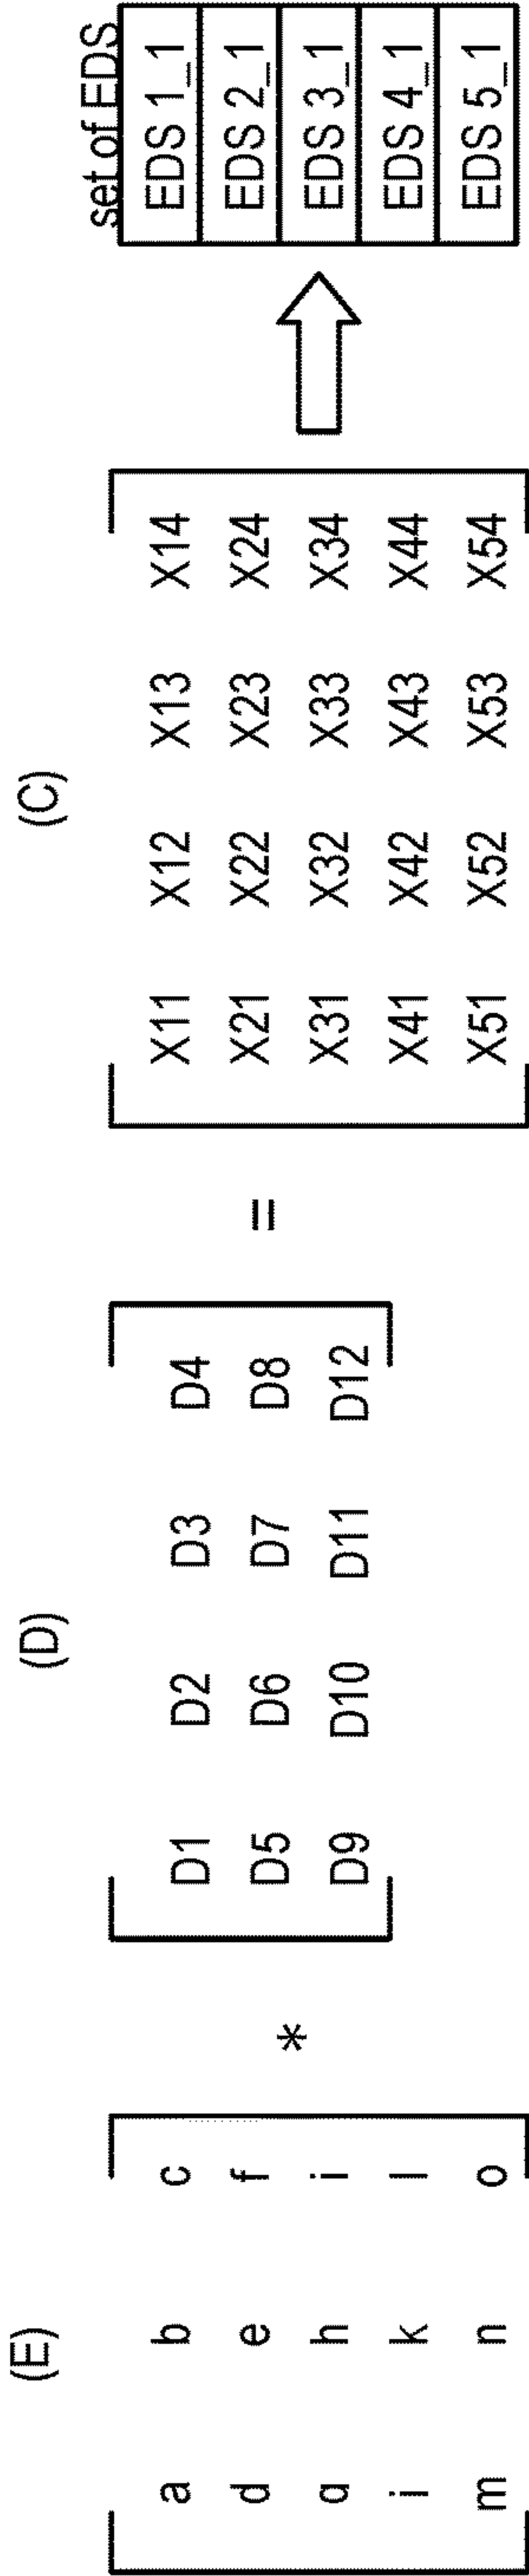 (E)
a b c
d e f
g h i
j k l
m n o
*
(D)
D1 D2 D3 D4
D5 D6 D7 D8
D9 D10 D11 D12
=
(C)
X11 X12 X13 X14
X21 X22 X23 X24
X31 X32 X33 X34
X41 X42 X43 X44
X51 X52 X53 X54
set of EDS
EDS 1_1
EDS 2_1
EDS 3_1
EDS 4_1
EDS 5_1